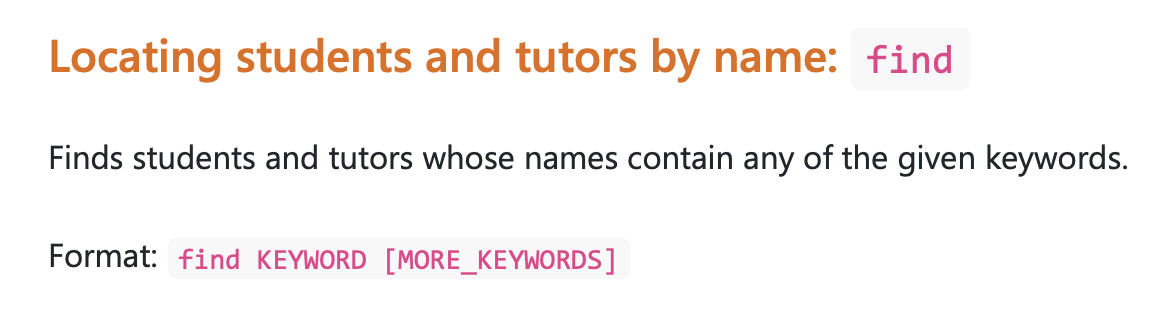 Locating students and tutors by name: find
Finds students and tutors whose names contain any of the given keywords.
Format: find KEYWORD [MORE_KEYWORDS]